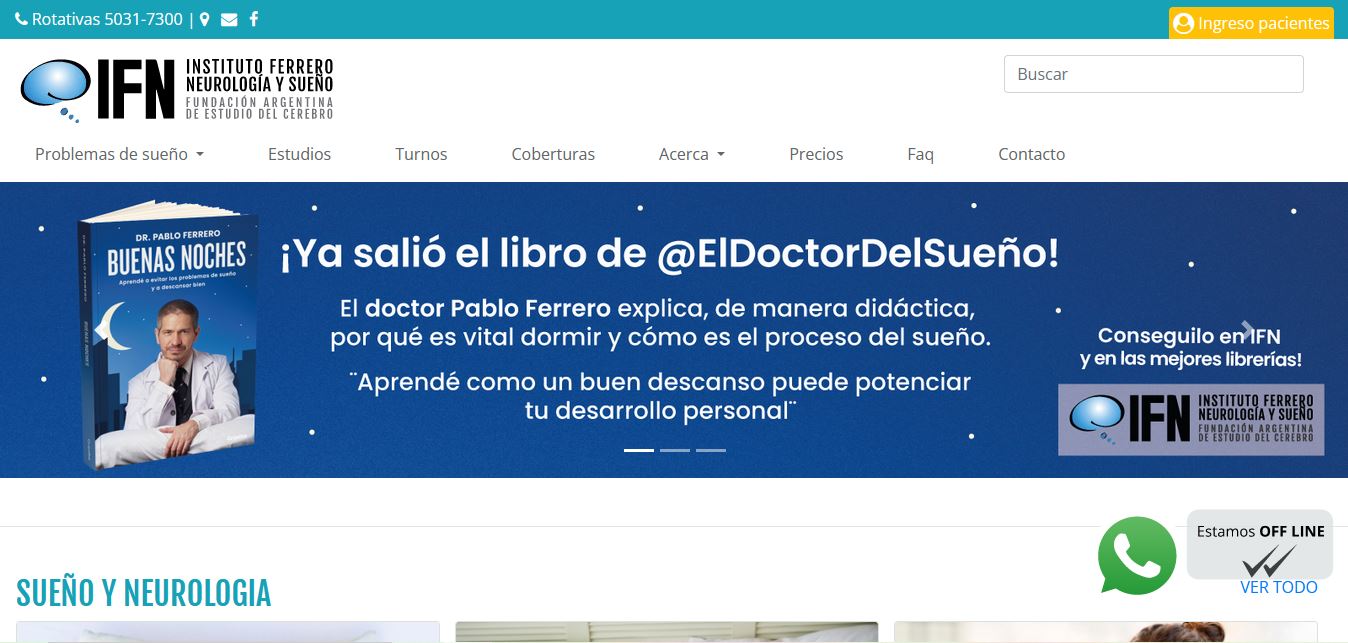 Rotativas 5031-7300 |
Ingreso pacientes
IFN
INSTITUTO FERRERO
NEUROLOGÍA Y SUEÑO
FUNDACIÓN ARGENTINA
DE ESTUDIO DEL CEREBRO
Buscar
Problemas de sueño Estudios Turnos Coberturas Acerca Precios Faq Contacto
DR. PABLO FERRERO
BUENAS NOCHES
Aprendé a evitar los problemas de sueño
y a descansar bien
DR. PABLO FERRERO
BUENAS NOCHES
¡Ya salió el libro de @ElDoctorDelSueño!
El doctor Pablo Ferrero explica, de manera didáctica,
por qué es vital dormir y cómo es el proceso del sueño.
¨Aprendé como un buen descanso puede potenciar
tu desarrollo personal¨
Conseguilo en IFN
y en las mejores librerías!
IFN
INSTITUTO FERRERO
NEUROLOGÍA Y SUEÑO
FUNDACIÓN ARGENTINA
DE ESTUDIO DEL CEREBRO
Estamos OFF LINE
SUEÑO Y NEUROLOGIA
VER TODO